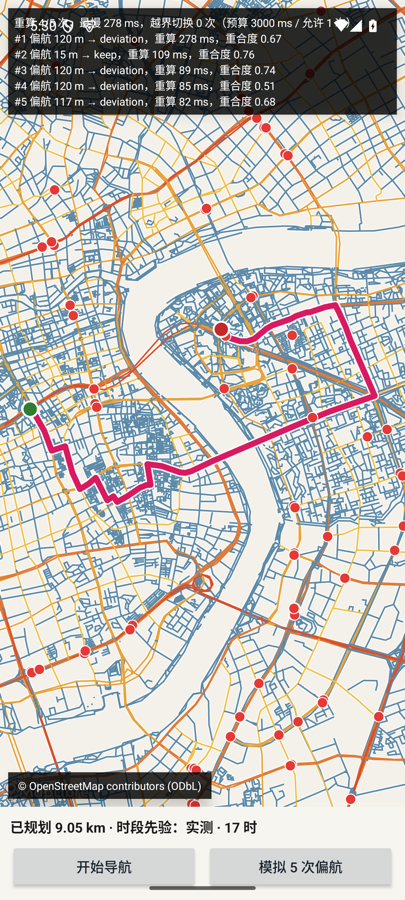 5:36
#1 偏航 120 m → deviation，重算 278 ms，重合度 0.67
#2 偏航 15 m → keep，重算 109 ms，重合度 0.76
#3 偏航 120 m → deviation，重算 89 ms，重合度 0.74
#4 偏航 120 m → deviation，重算 85 ms，重合度 0.51
#5 偏航 117 m → deviation，重算 82 ms，重合度 0.68
© OpenStreetMap contributors (ODbL)
已规划 9.05 km · 时段先验：实测 · 17 时
开始导航
模拟 5 次偏航